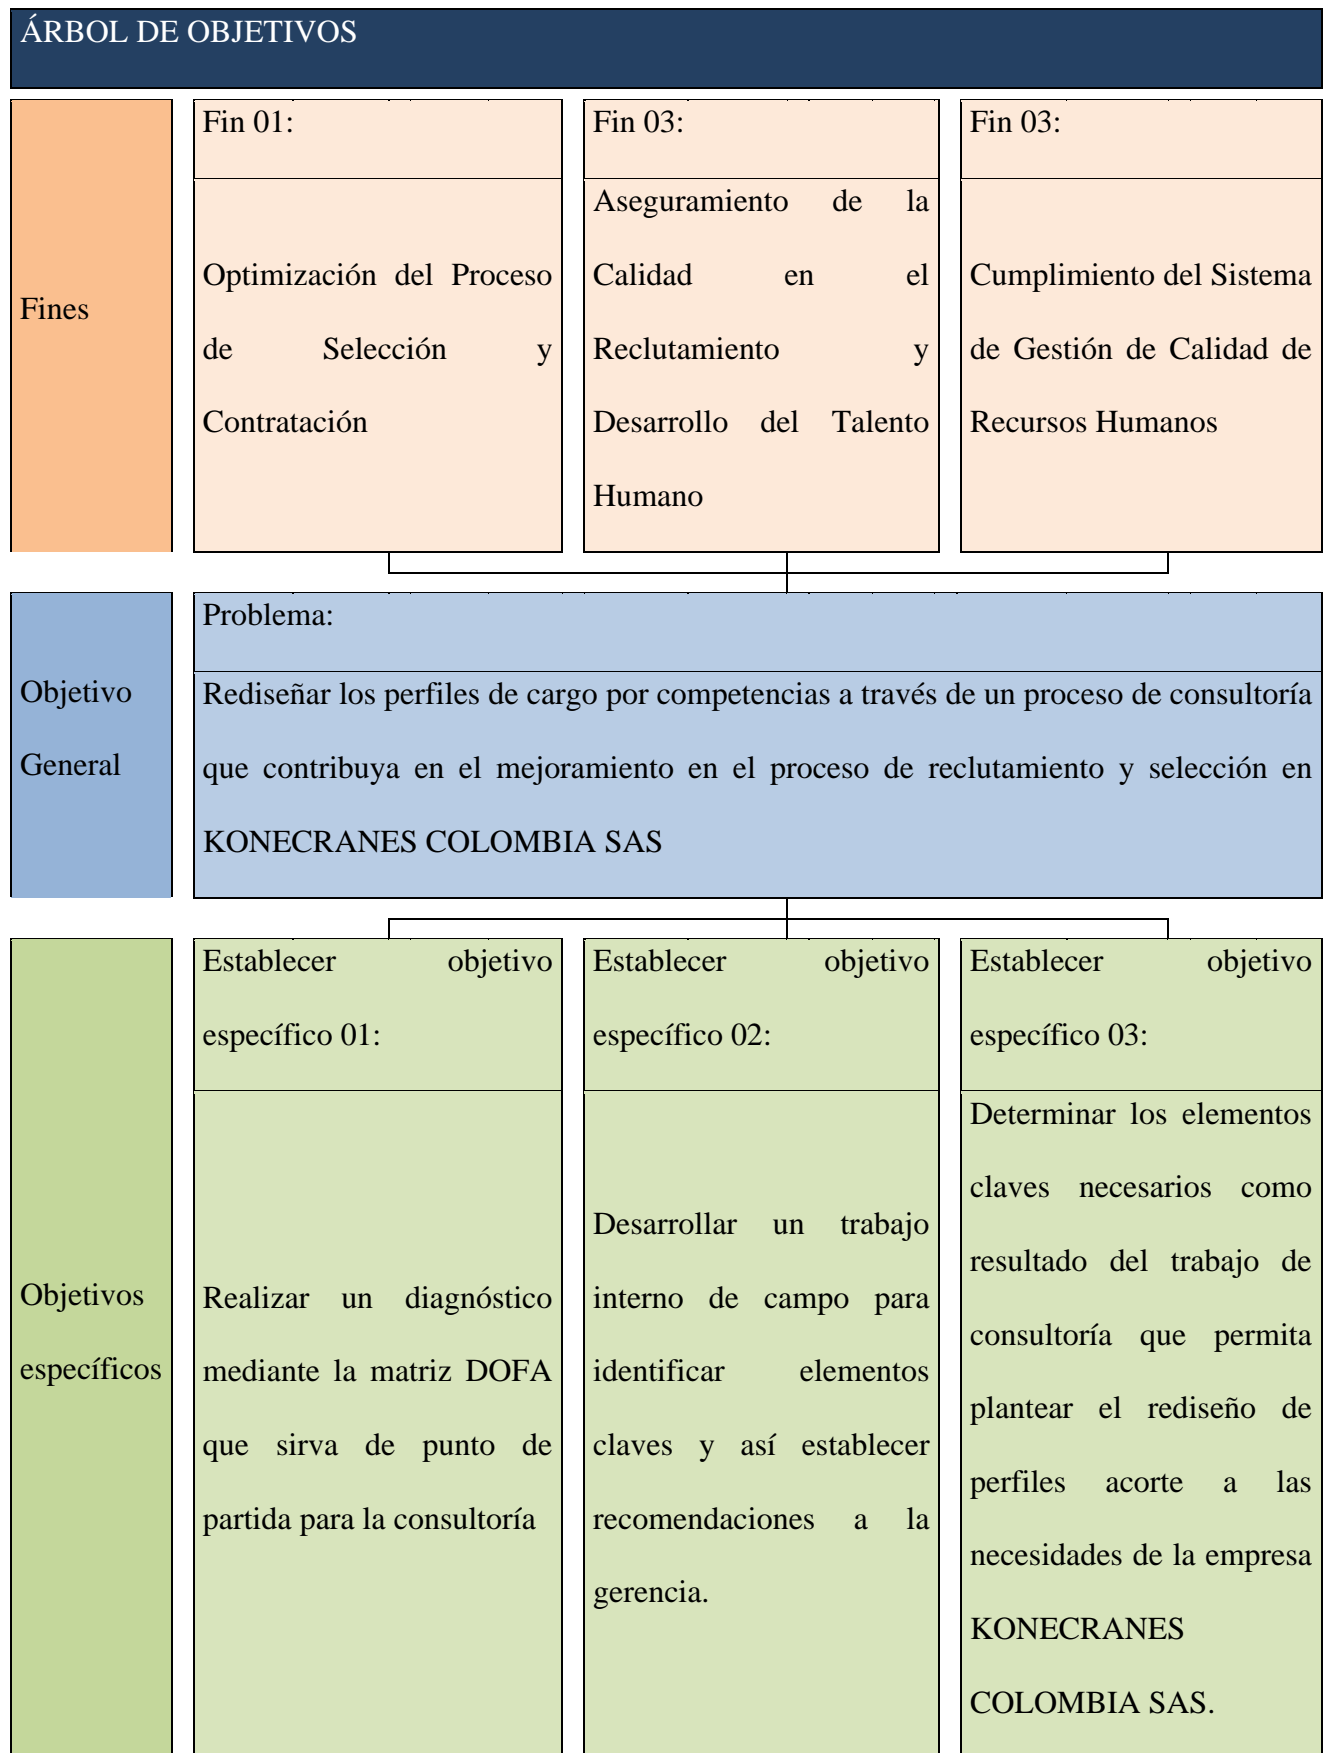 ÁRBOL DE OBJETIVOS
Fines
Fin 01:
Optimización del Proceso
de Selección y
Contratación
Fin 03:
Aseguramiento de la
Calidad en el
Reclutamiento y
Desarrollo del Talento
Humano
Fin 03:
Cumplimiento del Sistema
de Gestión de Calidad de
Recursos Humanos
Objetivo
General
Problema:
Rediseñar los perfiles de cargo por competencias a través de un proceso de consultoría
que contribuya en el mejoramiento en el proceso de reclutamiento y selección en
KONECRANES COLOMBIA SAS
Objetivos
específicos
Establecer objetivo
específico 01:
Realizar un diagnóstico
mediante la matriz DOFA
que sirva de punto de
partida para la consultoría
Establecer objetivo
específico 02:
Desarrollar un trabajo
interno de campo para
identificar elementos
claves y así establecer
recomendaciones a la
gerencia.
Establecer objetivo
específico 03:
Determinar los elementos
claves necesarios como
resultado del trabajo de
consultoría que permita
plantear el rediseño de
perfiles acorte a las
necesidades de la empresa
KONECRANES
COLOMBIA SAS.